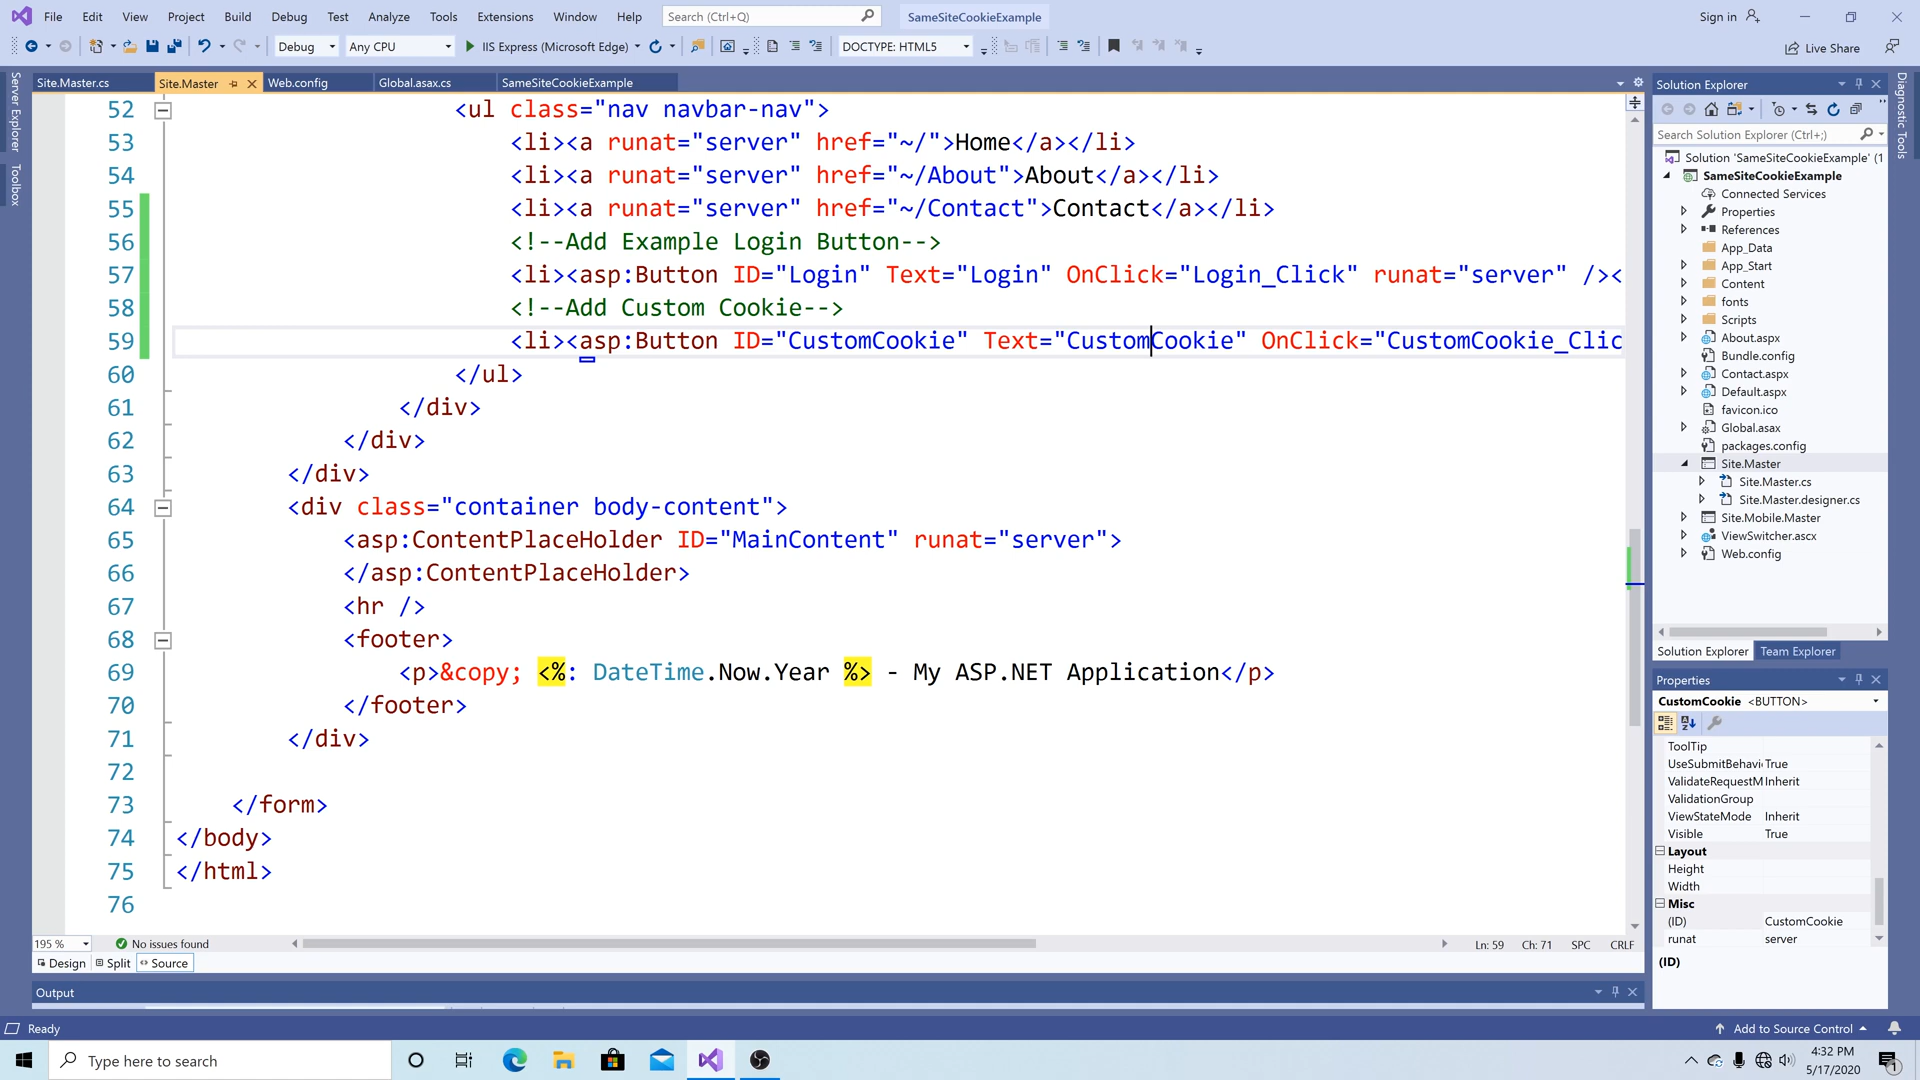 File Edit View Project Build Debug Test Analyze Tools Extensions Window Help Search (Ctrl+Q) SameSiteCookieExample Sign in
Debug Any CPU IIS Express (Microsoft Edge) DOCTYPE: HTML5 Live Share
Server Explorer
Toolbox
Site.Master.cs Site.Master Web.config Global.asax.cs SameSiteCookieExample
52 <ul class="nav navbar-nav">
53 <li><a runat="server" href="~/">Home</a></li>
54 <li><a runat="server" href="~/About">About</a></li>
55 <li><a runat="server" href="~/Contact">Contact</a></li>
56 <!--Add Example Login Button-->
57 <li><asp:Button ID="Login" Text="Login" OnClick="Login_Click" runat="server" /><
58 <!--Add Custom Cookie-->
59 <li><asp:Button ID="CustomCookie" Text="CustomCookie" OnClick="CustomCookie_Clic
60 </ul>
61 </div>
62 </div>
63 </div>
64 <div class="container body-content">
65 <asp:ContentPlaceHolder ID="MainContent" runat="server">
66 </asp:ContentPlaceHolder>
67 <hr />
68 <footer>
69 <p>&copy; <%: DateTime.Now.Year %> - My ASP.NET Application</p>
70 </footer>
71 </div>
72
73 </form>
74 </body>
75 </html>
76
195 % No issues found Ln: 59 Ch: 71 SPC CRLF
Design Split Source
Output
Solution Explorer
Search Solution Explorer (Ctrl+;)
Solution 'SameSiteCookieExample' (1
SameSiteCookieExample
Connected Services
Properties
References
App_Data
App_Start
Content
fonts
Scripts
About.aspx
Bundle.config
Contact.aspx
Default.aspx
favicon.ico
Global.asax
packages.config
Site.Master
Site.Master.cs
Site.Master.designer.cs
Site.Mobile.Master
ViewSwitcher.ascx
Web.config
Solution Explorer Team Explorer
Properties
CustomCookie <BUTTON>
ToolTip
UseSubmitBehavi True
ValidateRequestM Inherit
ValidationGroup
ViewStateMode Inherit
Visible True
Layout
Height
Width
Misc
(ID) CustomCookie
runat server
(ID)
Diagnostic Tools
Ready Add to Source Control
Type here to search
4:32 PM
5/17/2020
1